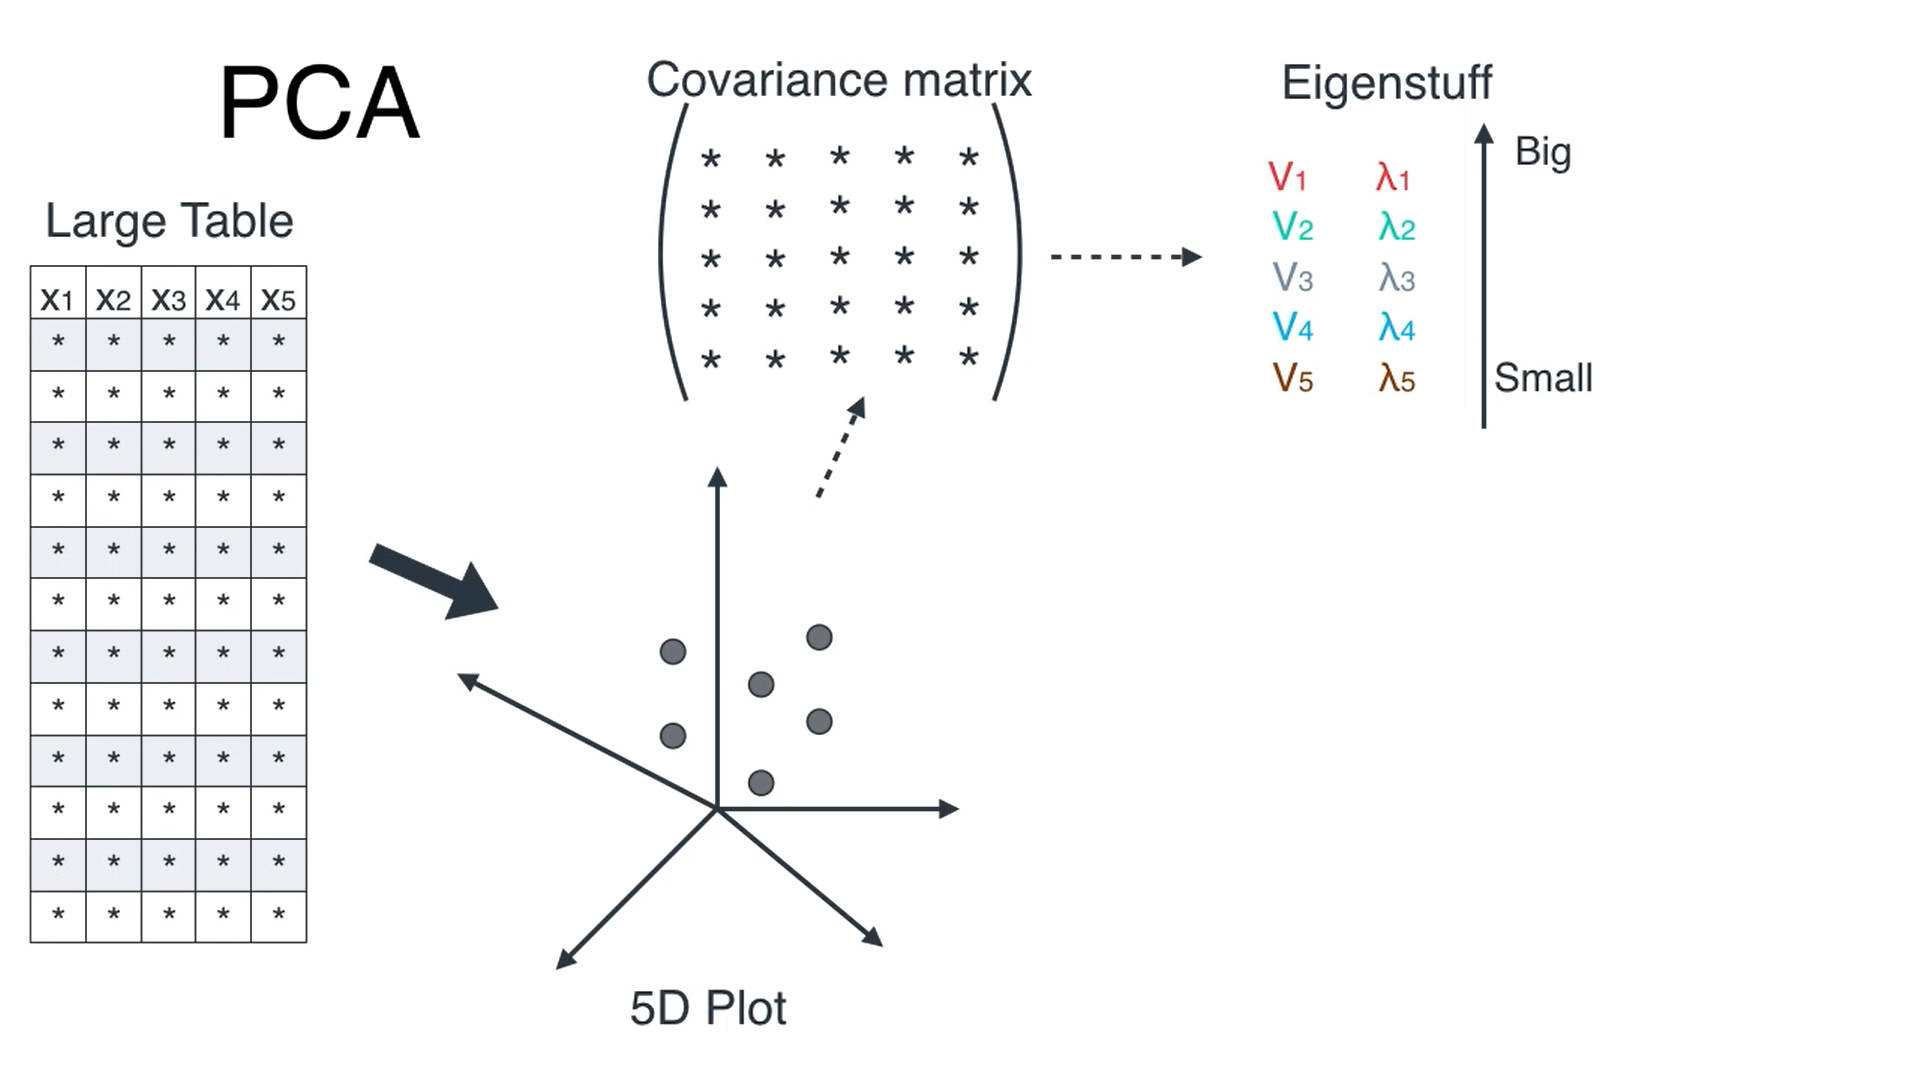 PCA
Large Table
X1 X2 X3 X4 X5
* * * * *
* * * * *
* * * * *
* * * * *
* * * * *
* * * * *
* * * * *
* * * * *
* * * * *
* * * * *
* * * * *
* * * * *
Covariance matrix
* * * * *
* * * * *
* * * * *
* * * * *
* * * * *
Eigenstuff
Big
V1 λ1
V2 λ2
V3 λ3
V4 λ4
V5 λ5
Small
5D Plot